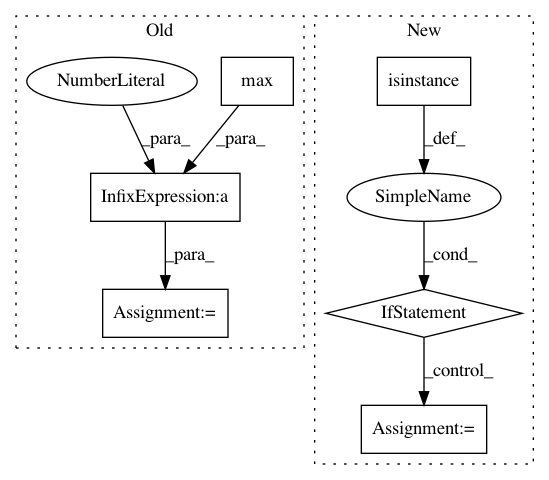 Old
New
NumberLiteral
max
isinstance
_para_
_para_
_def_
InfixExpression:a
SimpleName
_para_
_cond_
Assignment:=
IfStatement
_control_
Assignment:=